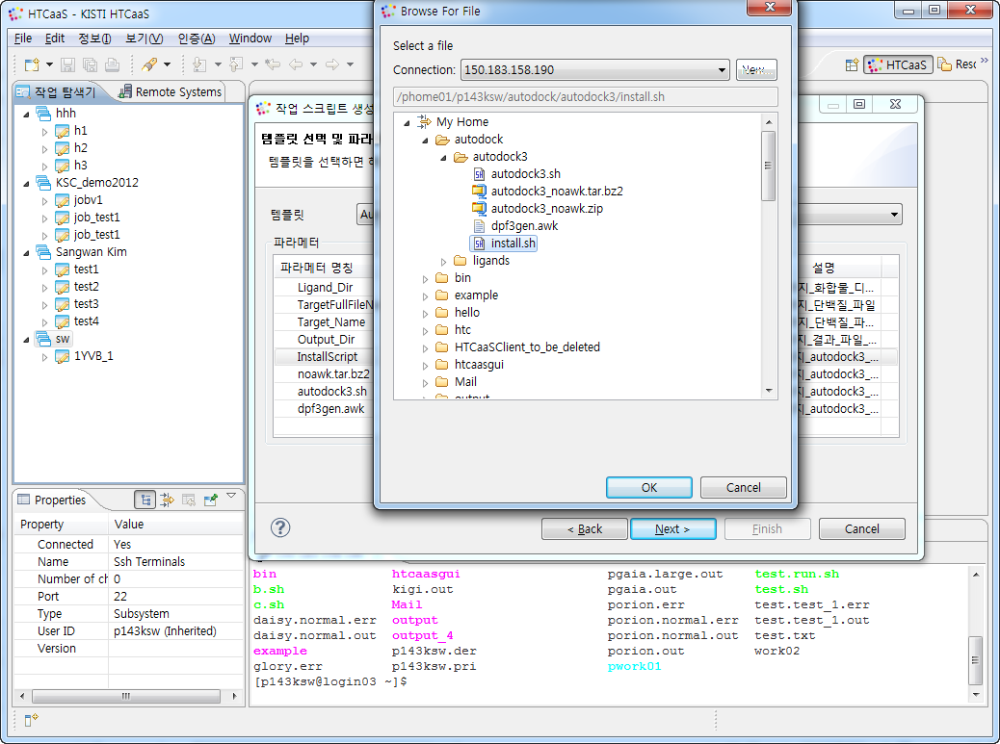 HTCaaS - KISTI HTCaaS
File Edit 정보(I) 보기(V) 인증(A) Window Help
HTCaaS
작업 탐색기
Remote Systems
hhh
h1
h2
h3
KSC_demo2012
jobv1
job_test1
job_test1
Sangwan Kim
test1
test2
test3
test4
sw
1YVB_1
Properties
Property Value
Connected Yes
Name Ssh Terminals
Number of ch 0
Port 22
Type Subsystem
User ID p143ksw (Inherited)
Version
작업 스크립트 생성
템플릿 선택 및 파라
템플릿을 선택하면
템플릿 Au
파라메터
파라메터 명칭 설명
Ligand_Dir 지_화합물_디...
TargetFullFileN 지_단백질_파일
Target_Name 지_단백질_파...
Output_Dir 지_결과_파일_...
InstallScript 지_autodock3_...
noawk.tar.bz2 지_autodock3_...
autodock3.sh 지_autodock3_...
dpf3gen.awk 지_autodock3_...
< Back Next > Finish Cancel
Browse For File
Select a file
Connection: 150.183.158.190 New...
/phome01/p143ksw/autodock/autodock3/install.sh
My Home
autodock
autodock3
autodock3.sh
autodock3_noawk.tar.bz2
autodock3_noawk.zip
dpf3gen.awk
install.sh
ligands
bin
example
hello
htc
HTCaaSClient_to_be_deleted
htcaasgui
Mail
output
OK Cancel
bin htcaasgui pgaia.large.out test.run.sh
b.sh kigi.out pgaia.out test.sh
c.sh Mail porion.err test.test_1.err
daisy.normal.err output porion.normal.err test.test_1.out
daisy.normal.out output_4 porion.normal.out test.txt
example p143ksw.der porion.out work02
glory.err p143ksw.pri pwork01
[p143ksw@login03 ~]$